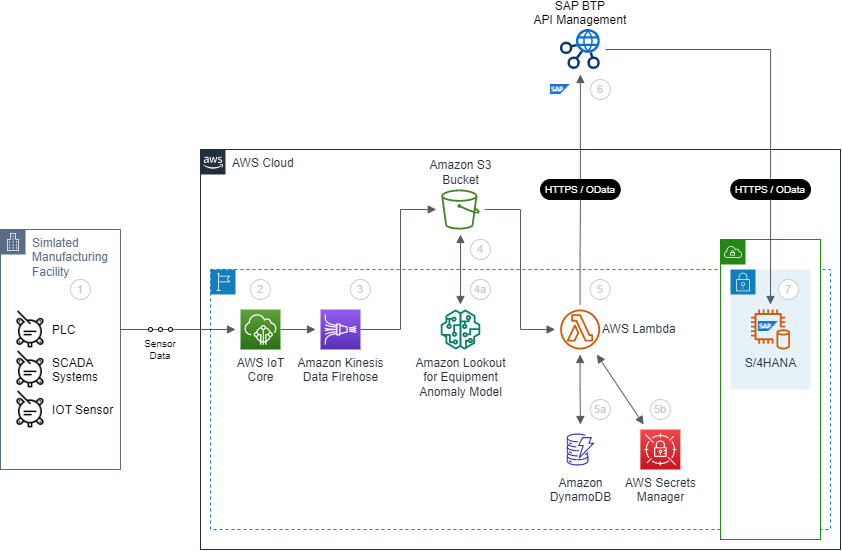 SAP BTP
API Management
SAP
6
aws
AWS Cloud
Amazon S3
Bucket
HTTPS / OData
HTTPS / OData
Simlated
Manufacturing
Facility
1
4
2
3
4a
5
7
PLC
SCADA
Systems
IOT Sensor
Sensor
Data
AWS IoT
Core
Amazon Kinesis
Data Firehose
Amazon Lookout
for Equipment
Anomaly Model
AWS Lambda
SAP
S/4HANA
5a
5b
Amazon
DynamoDB
AWS Secrets
Manager